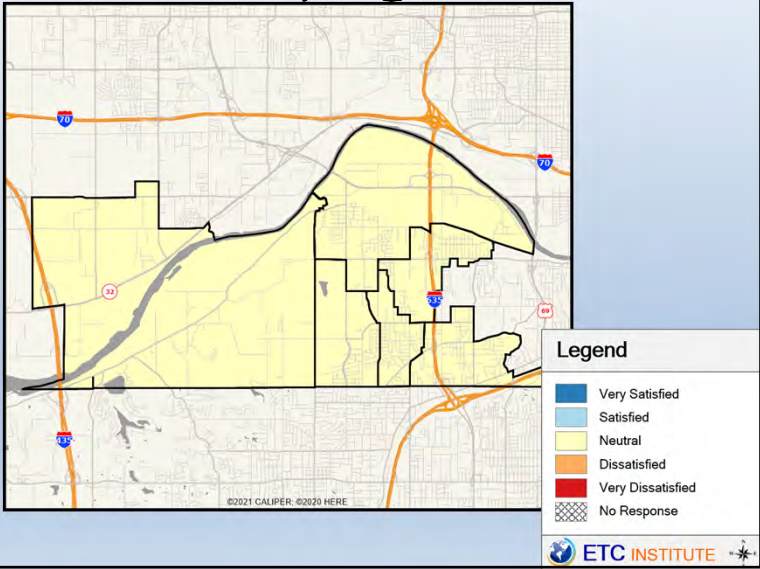 70
70
32
635
69
435
©2021 CALIPER; ©2020 HERE
Legend
Very Satisfied
Satisfied
Neutral
Dissatisfied
Very Dissatisfied
No Response
ETC INSTITUTE